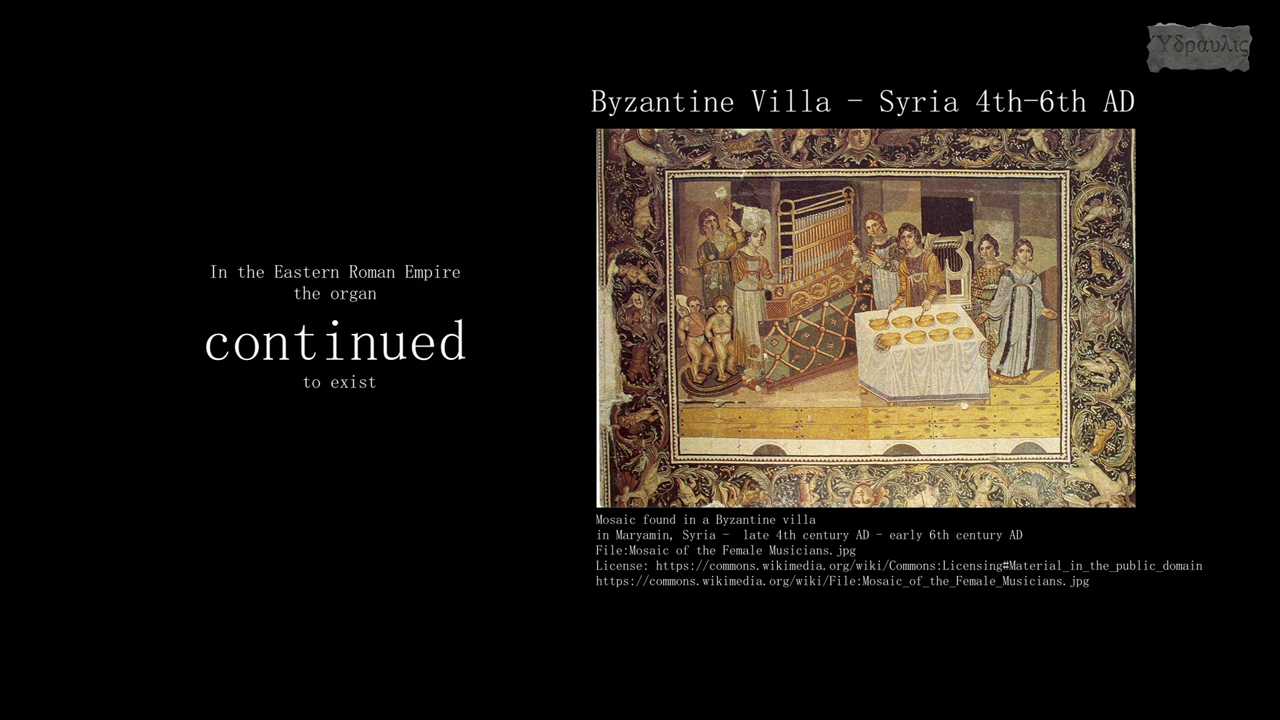 Ὑδραυλις
Byzantine Villa - Syria 4th-6th AD
In the Eastern Roman Empire
the organ
continued
to exist
Mosaic found in a Byzantine villa
in Maryamin, Syria -  late 4th century AD - early 6th century AD
File:Mosaic of the Female Musicians.jpg
License: https://commons.wikimedia.org/wiki/Commons:Licensing#Material_in_the_public_domain
https://commons.wikimedia.org/wiki/File:Mosaic_of_the_Female_Musicians.jpg